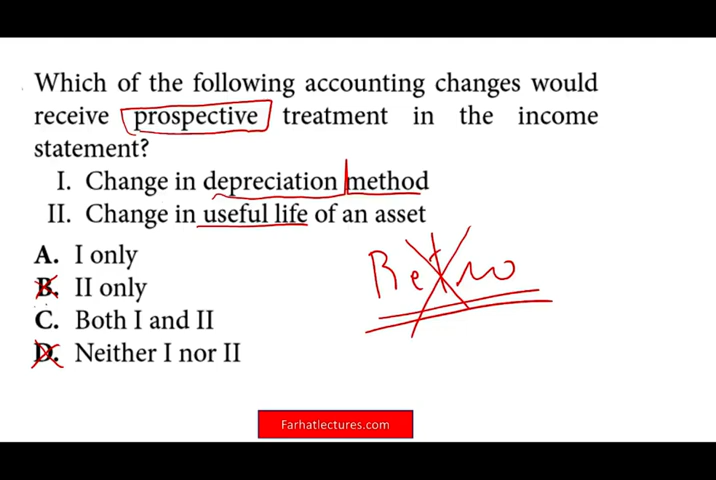 Which of the following accounting changes would
receive prospective treatment in the income
statement?
I. Change in depreciation method
II. Change in useful life of an asset
A. I only
B. II only
C. Both I and II
D. Neither I nor II
Retro
Farhatlectures.com